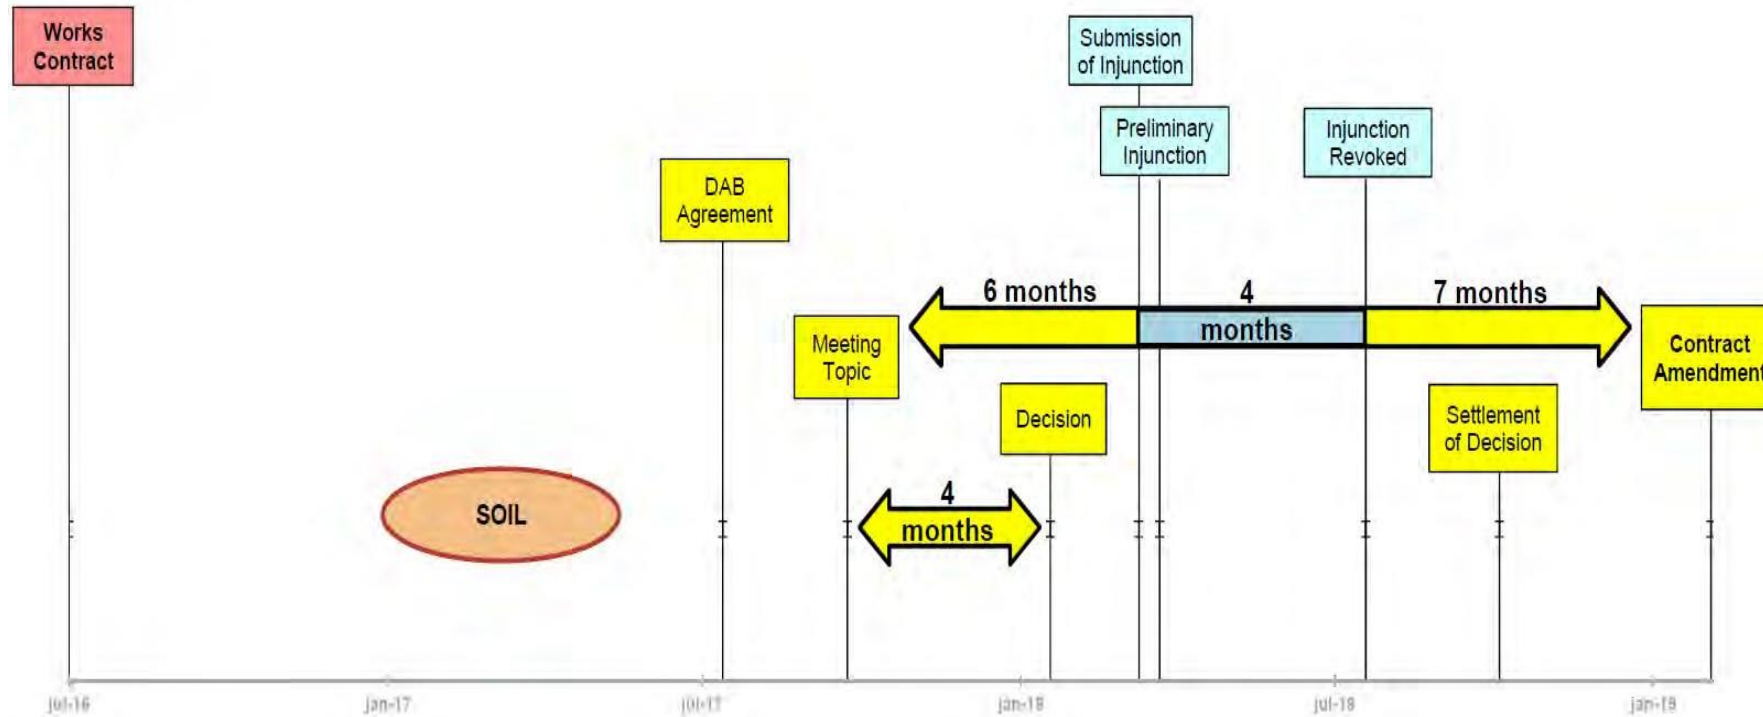 Works
Contract
Submission
of Injunction
Preliminary
Injunction
Injunction
Revoked
DAB
Agreement
6 months
4
months
7 months
Meeting
Topic
Contract
Amendment
Decision
Settlement
of Decision
SOIL
4
months
jul-16
jan-17
jul-17
jan-18
jul-18
jan-19